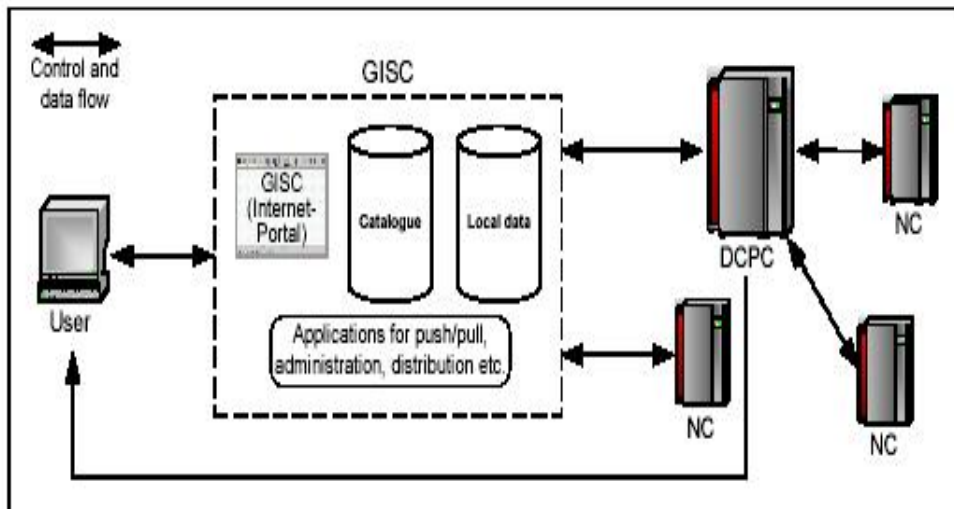 Control and
data flow
GISC
GISC
(Internet-
Portal)
Catalogue
Local data
Applications for push/pull,
administration, distribution etc.
User
DCPC
NC
NC
NC